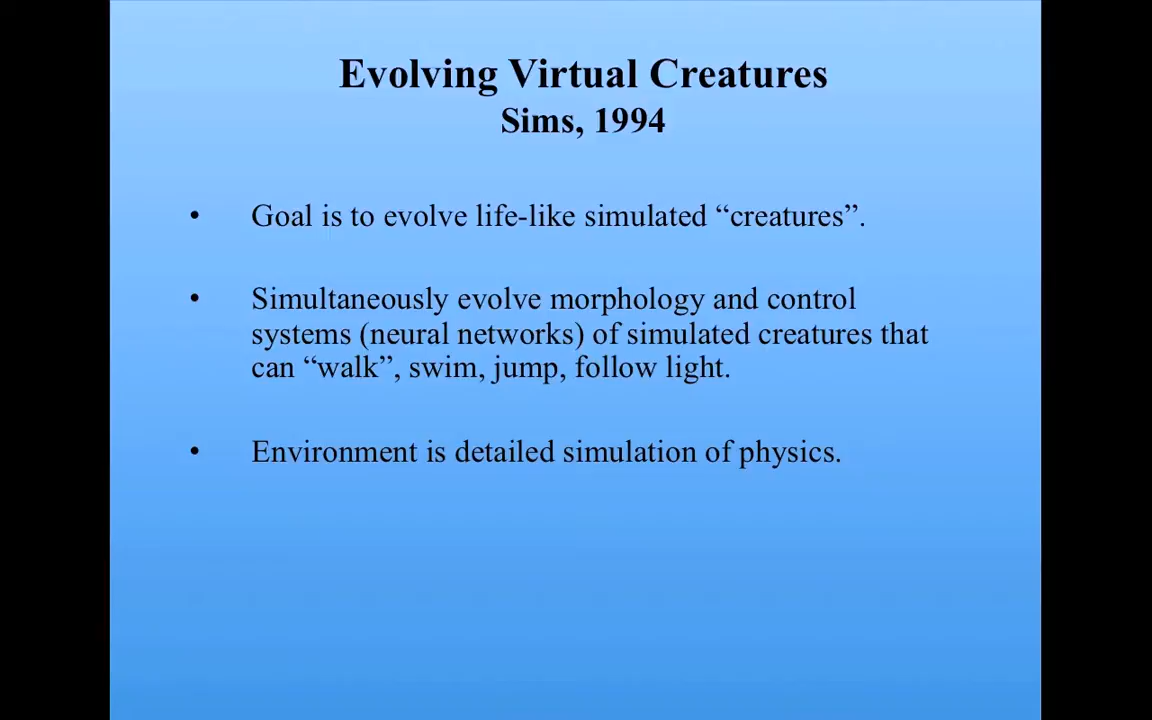 Evolving Virtual Creatures
Sims, 1994
• Goal is to evolve life-like simulated “creatures”.
• Simultaneously evolve morphology and control
systems (neural networks) of simulated creatures that
can “walk”, swim, jump, follow light.
• Environment is detailed simulation of physics.